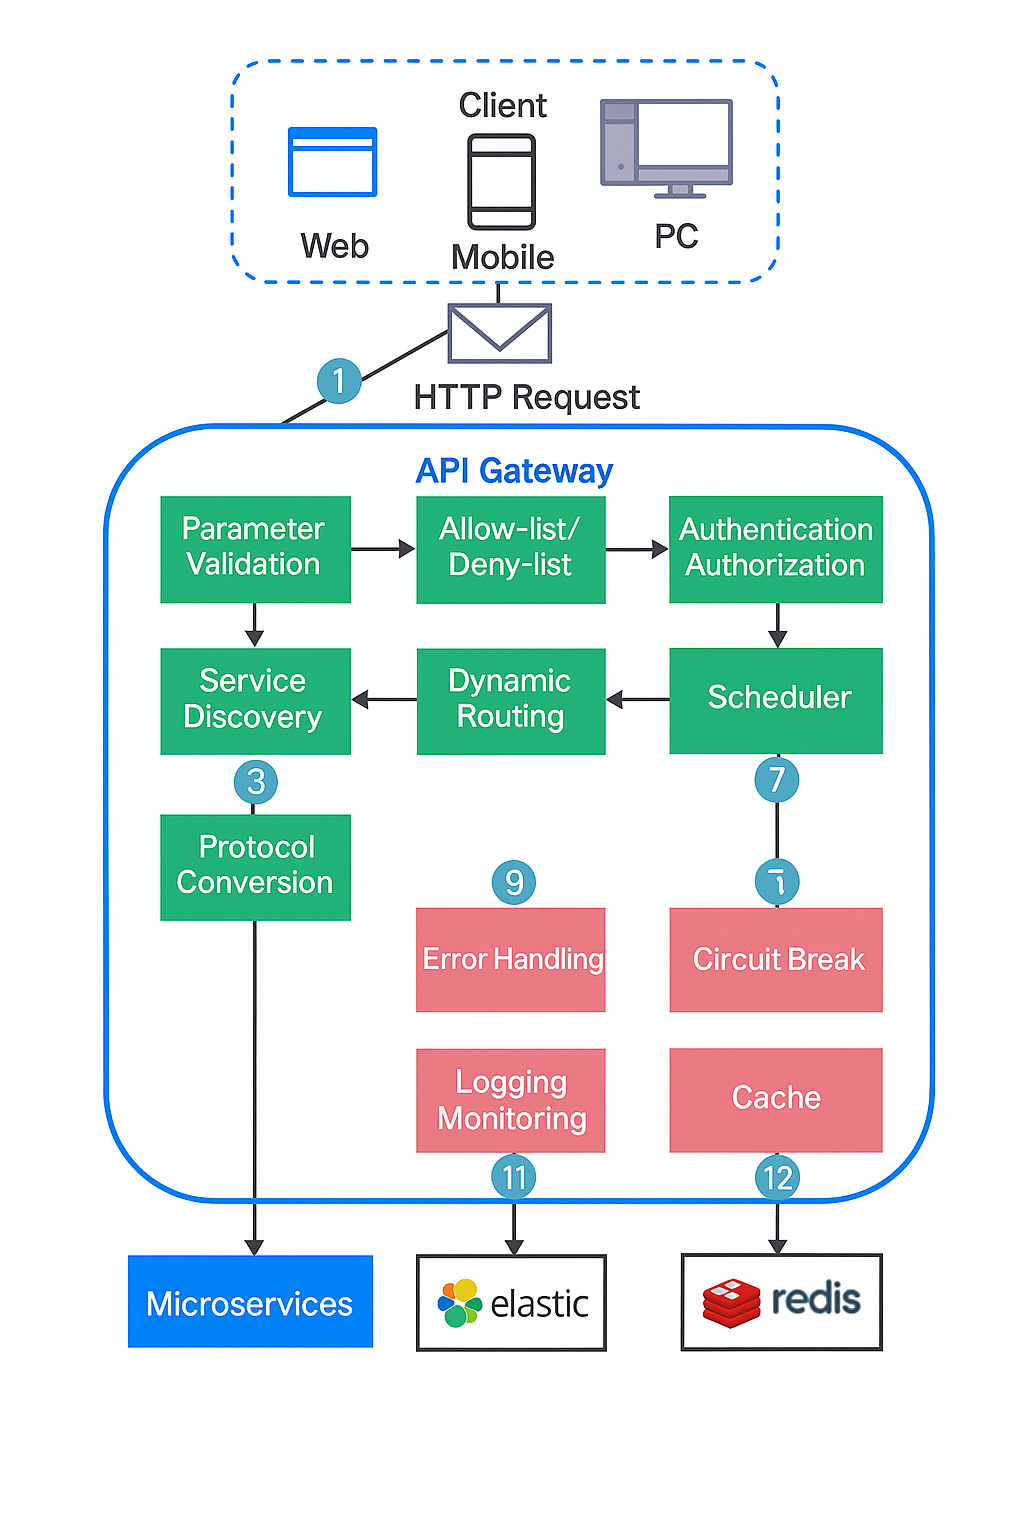 Client
Web
Mobile
PC
1
HTTP Request
API Gateway
Parameter
Validation
Allow-list/
Deny-list
Authentication
Authorization
Service
Discovery
Dynamic
Routing
Scheduler
3
7
Protocol
Conversion
9
Error Handling
Circuit Break
Logging
Monitoring
Cache
11
12
Microservices
elastic
redis